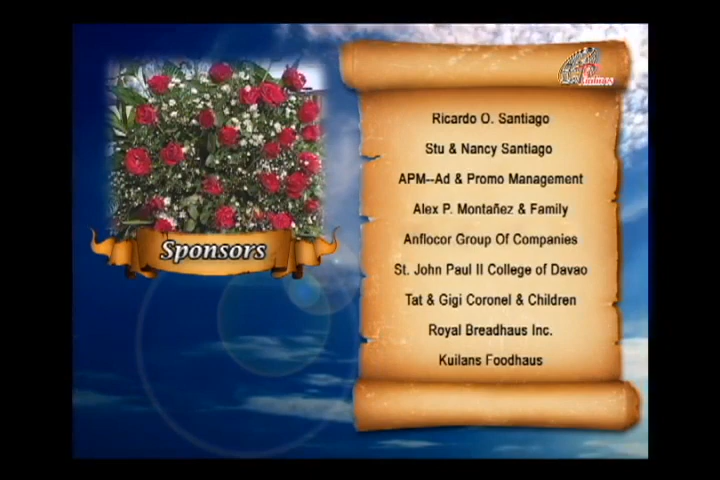 Sponsors
Ricardo O. Santiago
Stu & Nancy Santiago
APM--Ad & Promo Management
Alex P. Montañez & Family
Anflocor Group Of Companies
St. John Paul II College of Davao
Tat & Gigi Coronel & Children
Royal Breadhaus Inc.
Kuilans Foodhaus